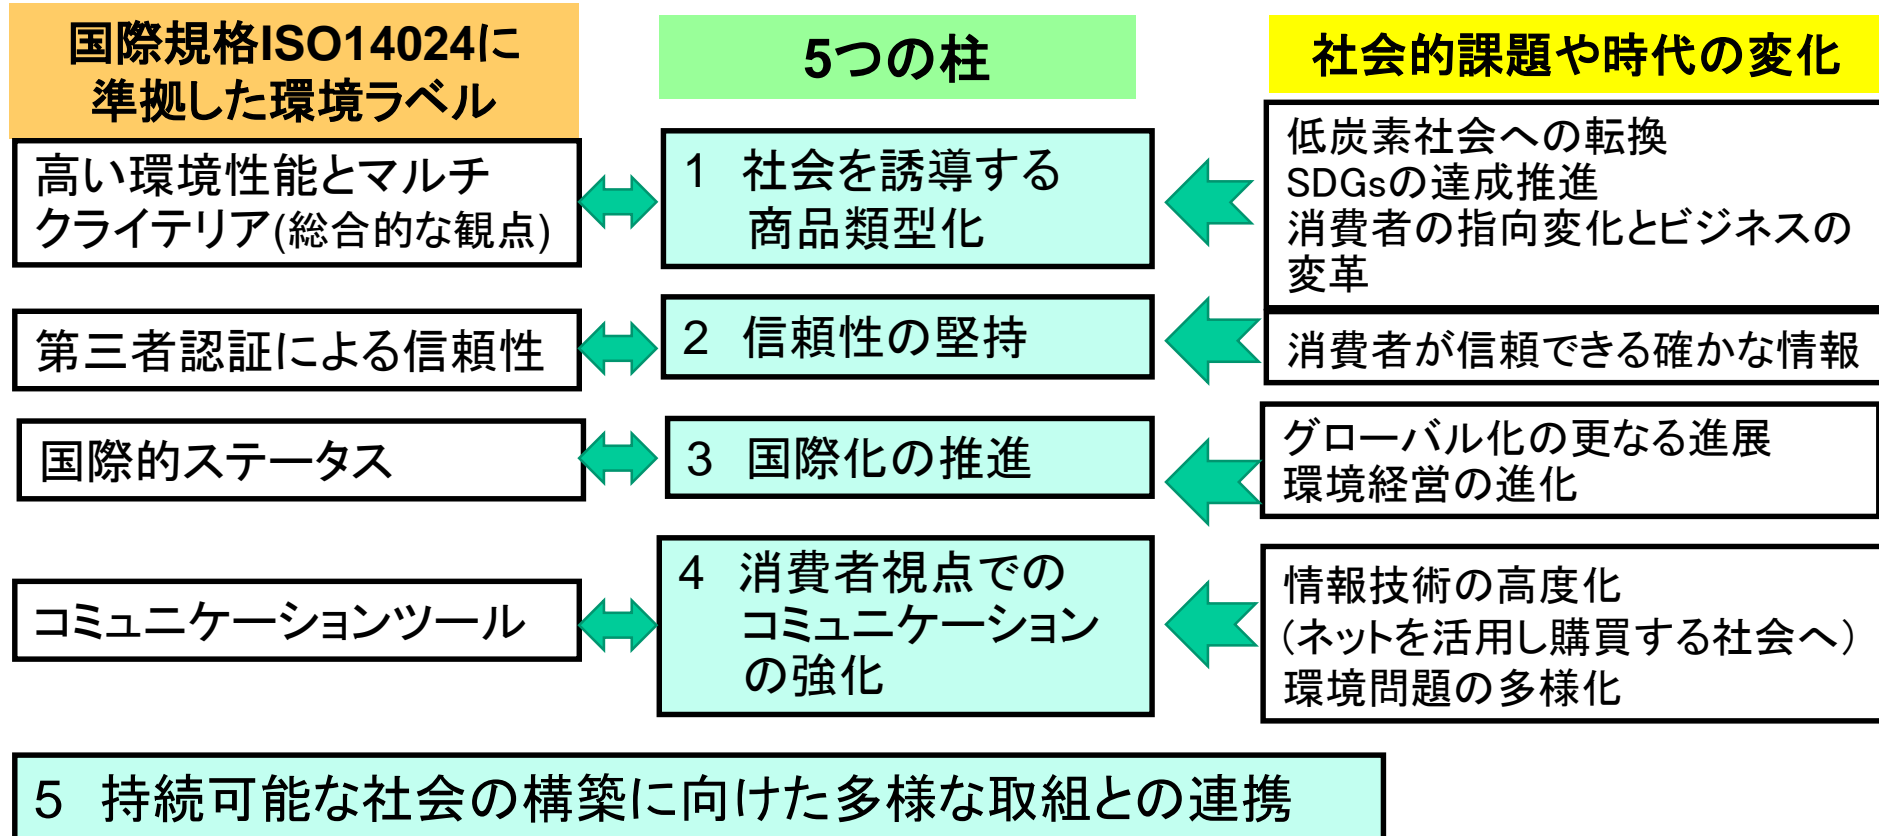 国際規格ISO14024に
準拠した環境ラベル
5つの柱
社会的課題や時代の変化
高い環境性能とマルチ
クライテリア(総合的な観点)
1 社会を誘導する
商品類型化
低炭素社会への転換
SDGsの達成推進
消費者の指向変化とビジネスの
変革
第三者認証による信頼性
2 信頼性の堅持
消費者が信頼できる確かな情報
国際的ステータス
3 国際化の推進
グローバル化の更なる進展
環境経営の進化
コミュニケーションツール
4 消費者視点での
コミュニケーション
の強化
情報技術の高度化
（ネットを活用し購買する社会へ）
環境問題の多様化
5 持続可能な社会の構築に向けた多様な取組との連携